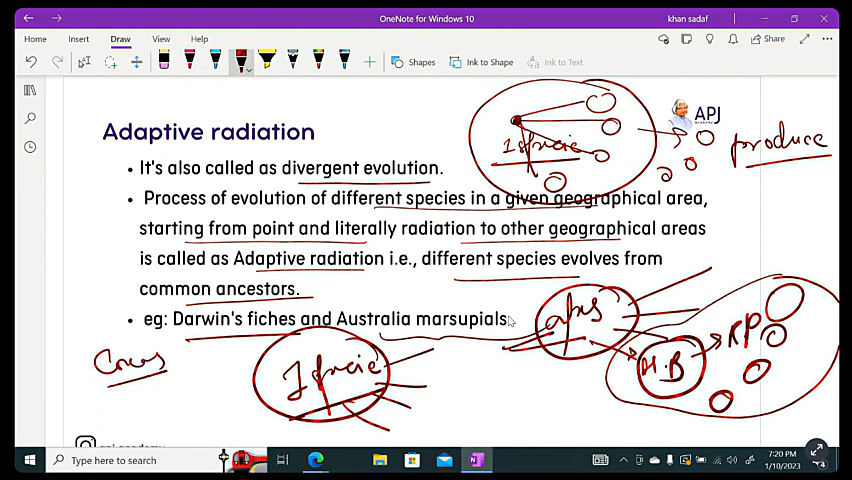 OneNote for Windows 10
khan sadaf
Home Insert Draw View Help Share
Shapes Ink to Shape Ink to Text
APJ
Adaptive radiation
produce
1 specie
• It's also called as divergent evolution.
• Process of evolution of different species in a given geographical area,
starting from point and literally radiation to other geographical areas
is called as Adaptive radiation i.e., different species evolves from
common ancestors.
• eg: Darwin's fiches and Australia marsupials
H.B
1 specie
Type here to search
7:20 PM
1/10/2023
4